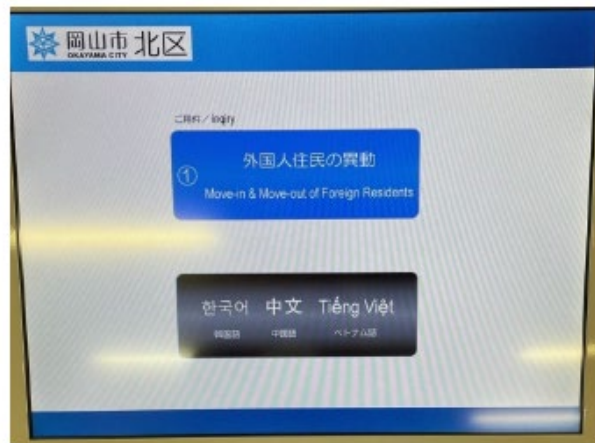 岡山市 北区
OKAYAMA CITY
ご用件／inqiry
①
外国人住民の異動
Move-in & Move-out of Foreign Residents
한국어 中文 Tiếng Việt
韓国語 中国語 ベトナム語